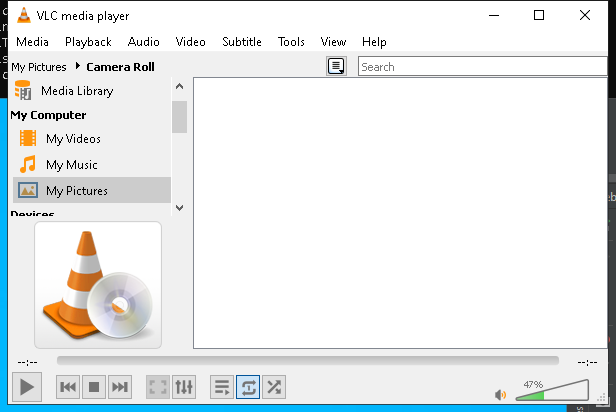 VLC media player
Media Playback Audio Video Subtitle Tools View Help
My Pictures Camera Roll
Search
Media Library
My Computer
My Videos
My Music
My Pictures
Devices
--:-- --:--
47%